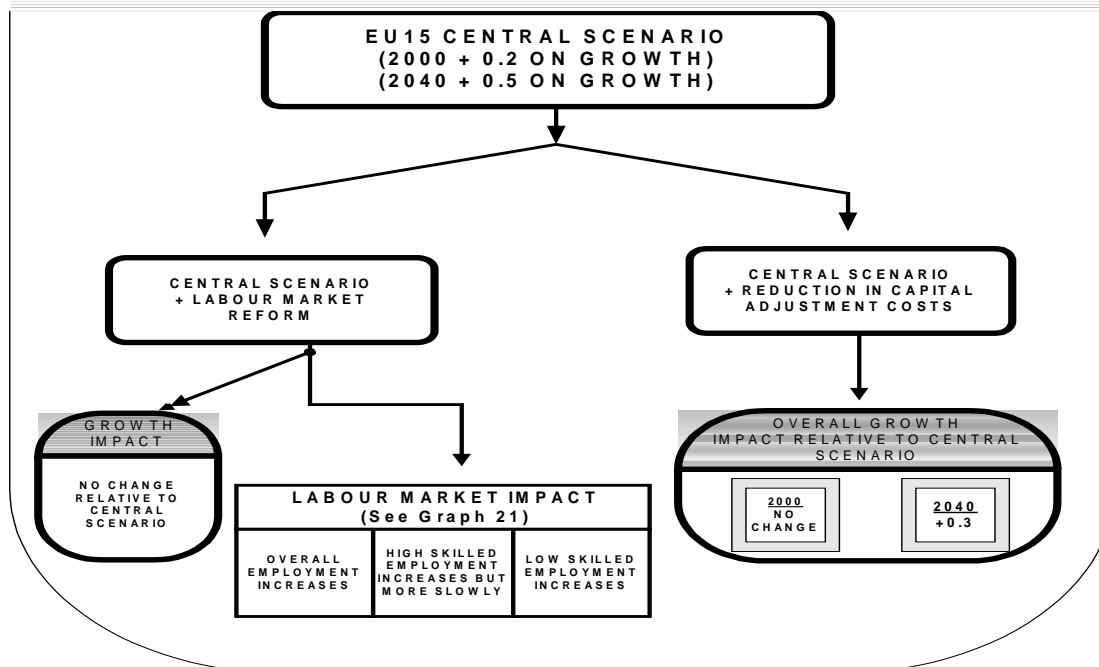 EU15 CENTRAL SCENARIO
(2000 + 0.2 ON GROWTH)
(2040 + 0.5 ON GROWTH)
CENTRAL SCENARIO
+ LABOUR MARKET
REFORM
CENTRAL SCENARIO
+ REDUCTION IN CAPITAL
ADJUSTMENT COSTS
GROWTH
IMPACT
NO CHANGE
RELATIVE TO
CENTRAL
SCENARIO
LABOUR MARKET IMPACT
(See Graph 21)
OVERALL
EMPLOYMENT
INCREASES
HIGH SKILLED
EMPLOYMENT
INCREASES BUT
MORE SLOWLY
LOW SKILLED
EMPLOYMENT
INCREASES
OVERALL GROWTH
IMPACT RELATIVE TO CENTRAL
SCENARIO
2000
NO
CHANGE
2040
+0.3